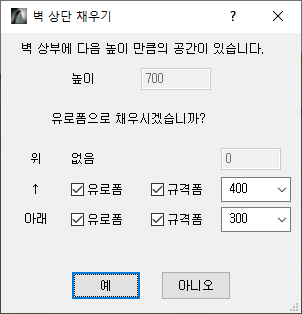 벽 상단 채우기
벽 상부에 다음 높이 만큼의 공간이 있습니다.
높이 700
유로폼으로 채우시겠습니까?
위 없음 0
↑ 유로폼 규격폼 400
아래 유로폼 규격폼 300
예 아니오